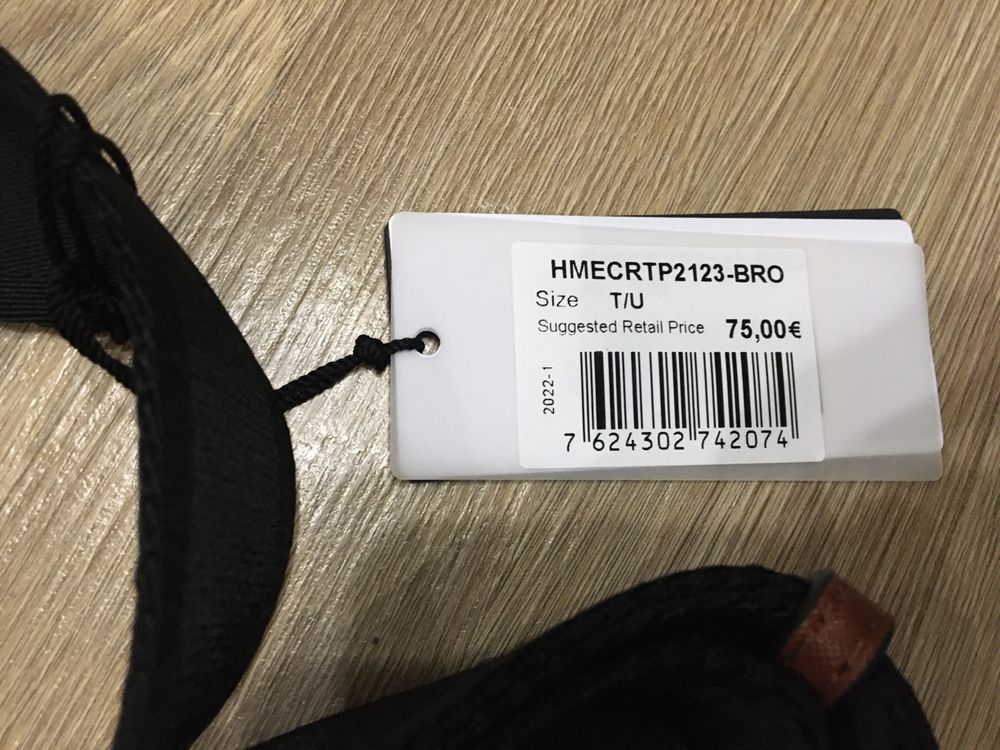 HMECRTP2123-BRO
Size T/U
Suggested Retail Price 75,00€
2022-1
7 624302 742074